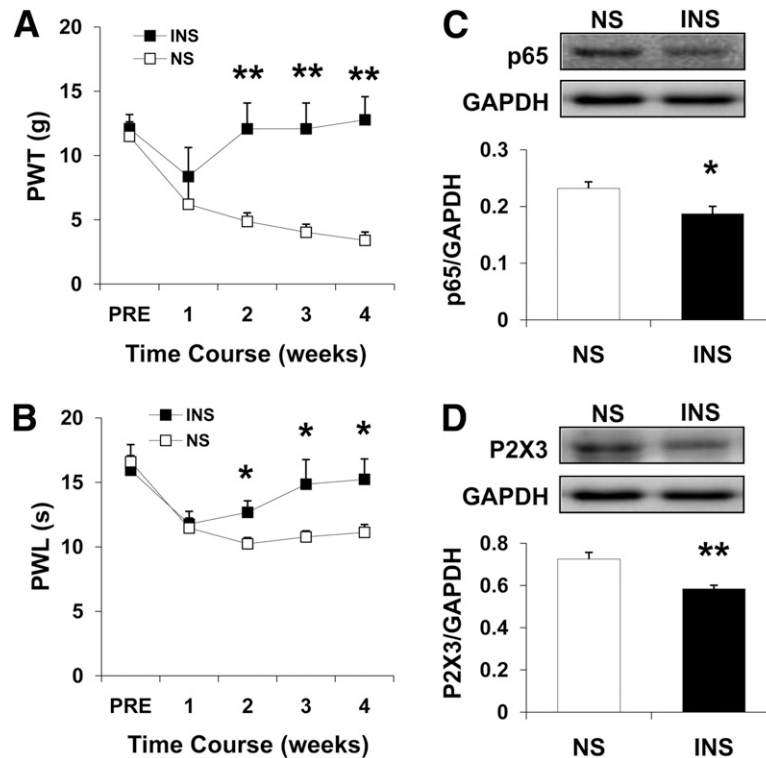 A
20
15
10
5
0
PWT (g)
INS
NS
** ** **
PRE 1 2 3 4
Time Course (weeks)
B
20
15
10
5
0
PWL (s)
INS
NS
* * *
PRE 1 2 3 4
Time Course (weeks)
C
NS INS
p65
GAPDH
0.3
0.2
0.1
0
p65/GAPDH
*
NS INS
D
NS INS
P2X3
GAPDH
0.8
0.6
0.4
0.2
0
P2X3/GAPDH
**
NS INS